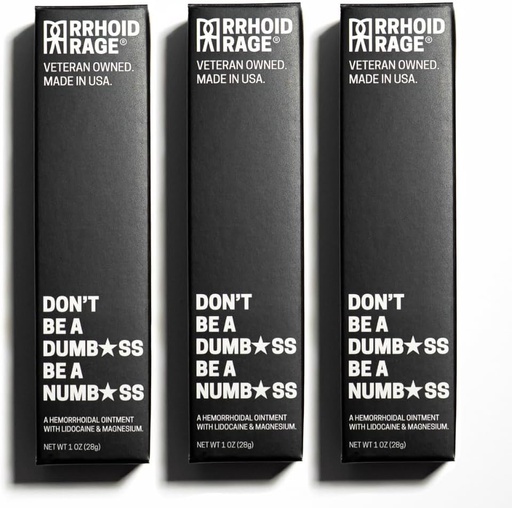 RRHOID
RAGE®
VETERAN OWNED.
MADE IN USA.
DON'T
BE A
DUMB★SS
BE A
NUMB★SS
A HEMORRHOIDAL OINTMENT
WITH LIDOCAINE & MAGNESIUM.
NET WT 1 OZ (28g)
RRHOID
RAGE®
VETERAN OWNED.
MADE IN USA.
DON'T
BE A
DUMB★SS
BE A
NUMB★SS
A HEMORRHOIDAL OINTMENT
WITH LIDOCAINE & MAGNESIUM.
NET WT 1 OZ (28g)
RRHOID
RAGE®
VETERAN OWNED.
MADE IN USA.
DON'T
BE A
DUMB★SS
BE A
NUMB★SS
A HEMORRHOIDAL OINTMENT
WITH LIDOCAINE & MAGNESIUM.
NET WT 1 OZ (28g)